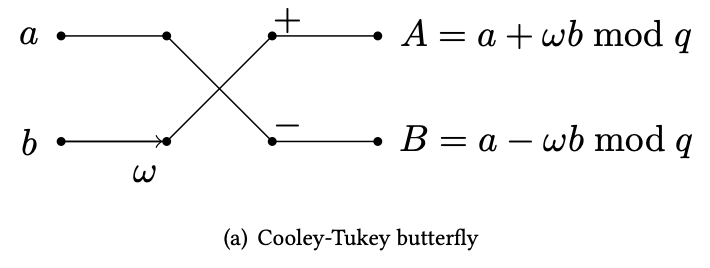 a + A = a + ωb mod q
b − B = a − ωb mod q
ω
(a) Cooley-Tukey butterfly